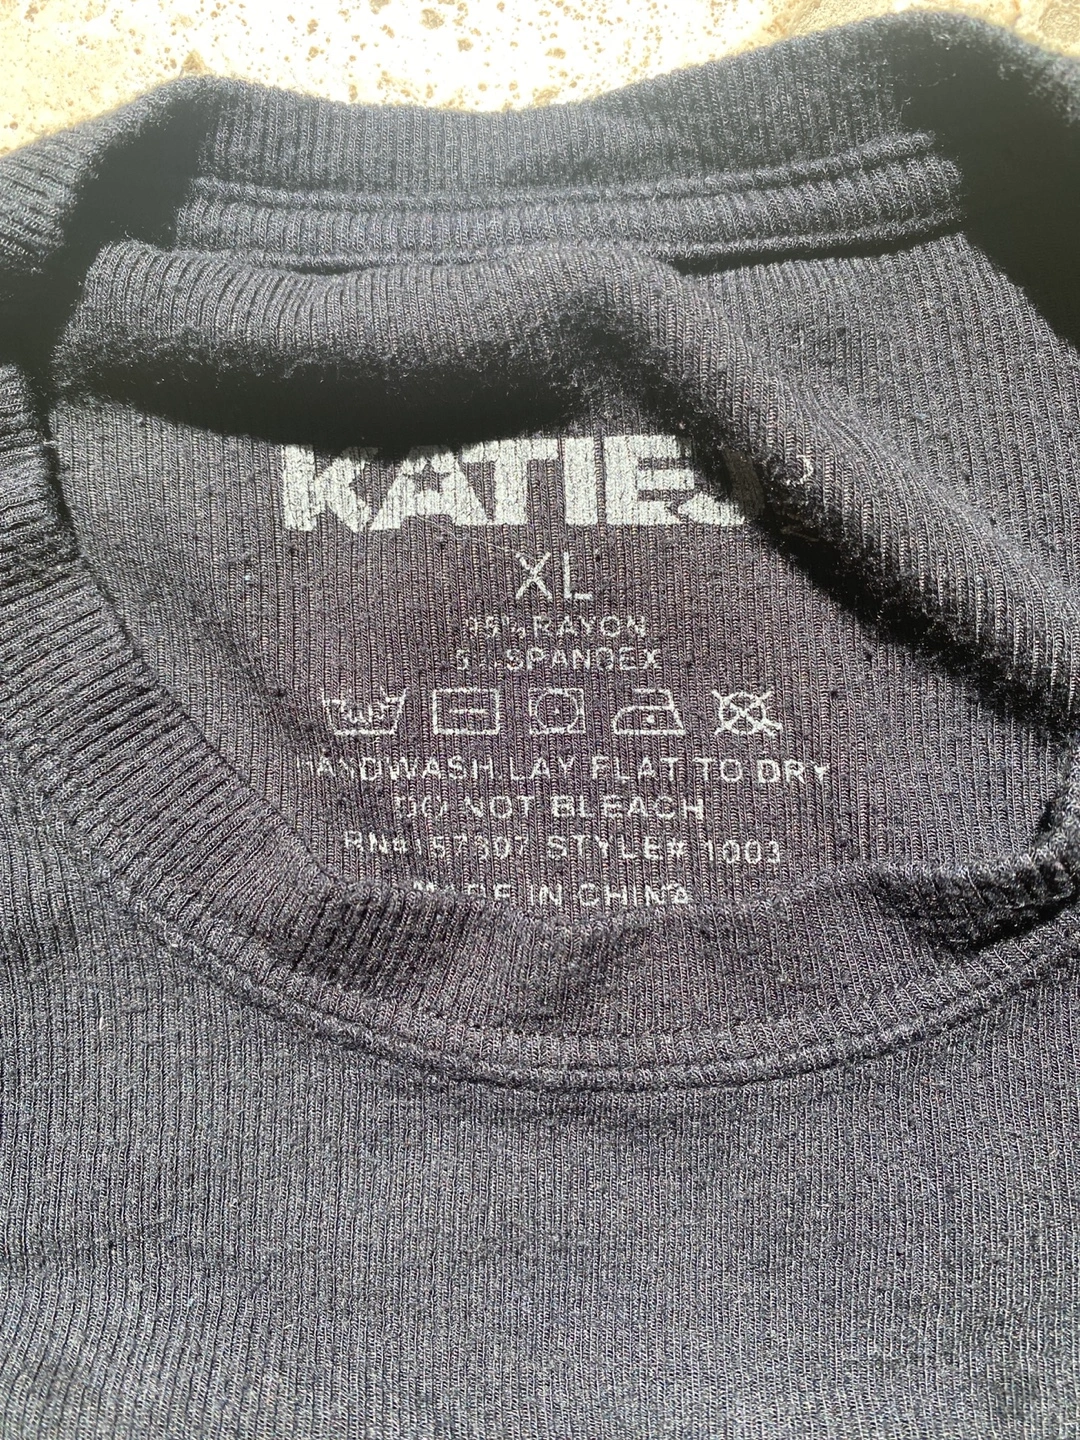 KATIEJ
XL
95% RAYON
5% SPANDEX
HANDWASH LAY FLAT TO DRY
DO NOT BLEACH
RN# 157397 STYLE# 1003
MADE IN CHINA